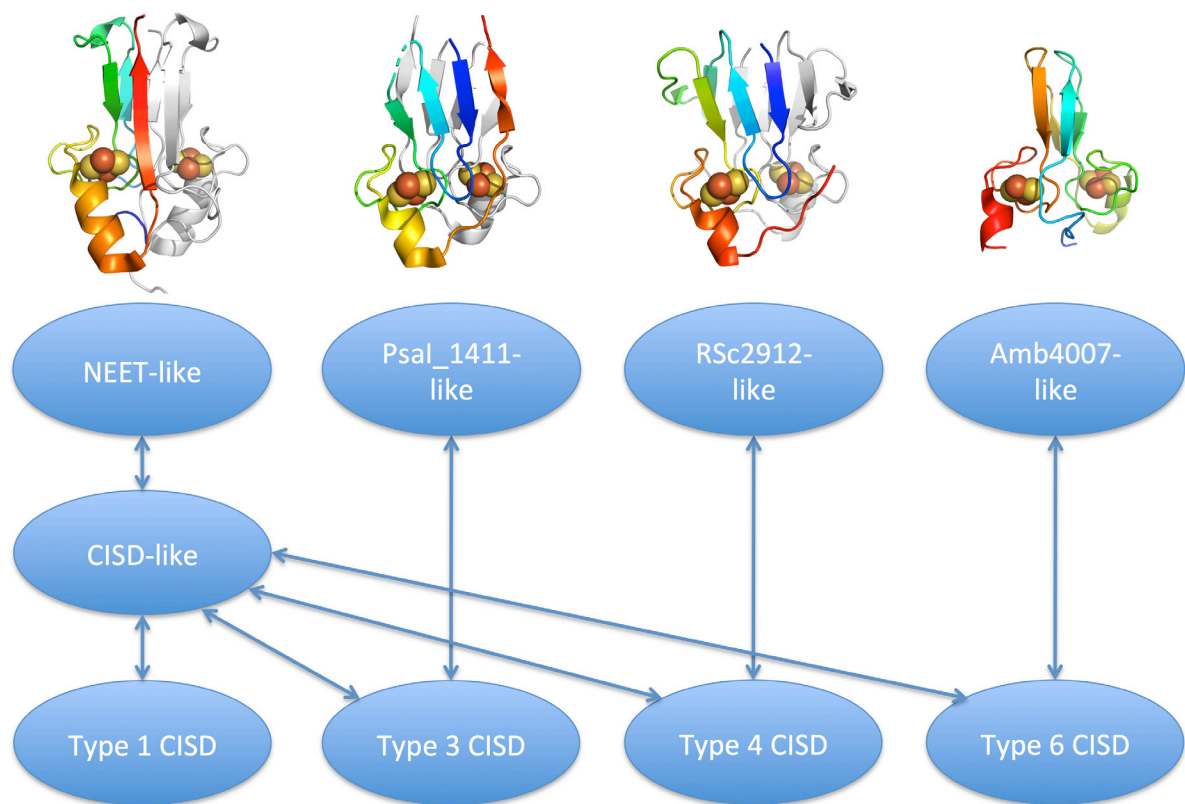 NEET-like
Psal_1411-
like
RSc2912-
like
Amb4007-
like
CISD-like
Type 1 CISD
Type 3 CISD
Type 4 CISD
Type 6 CISD